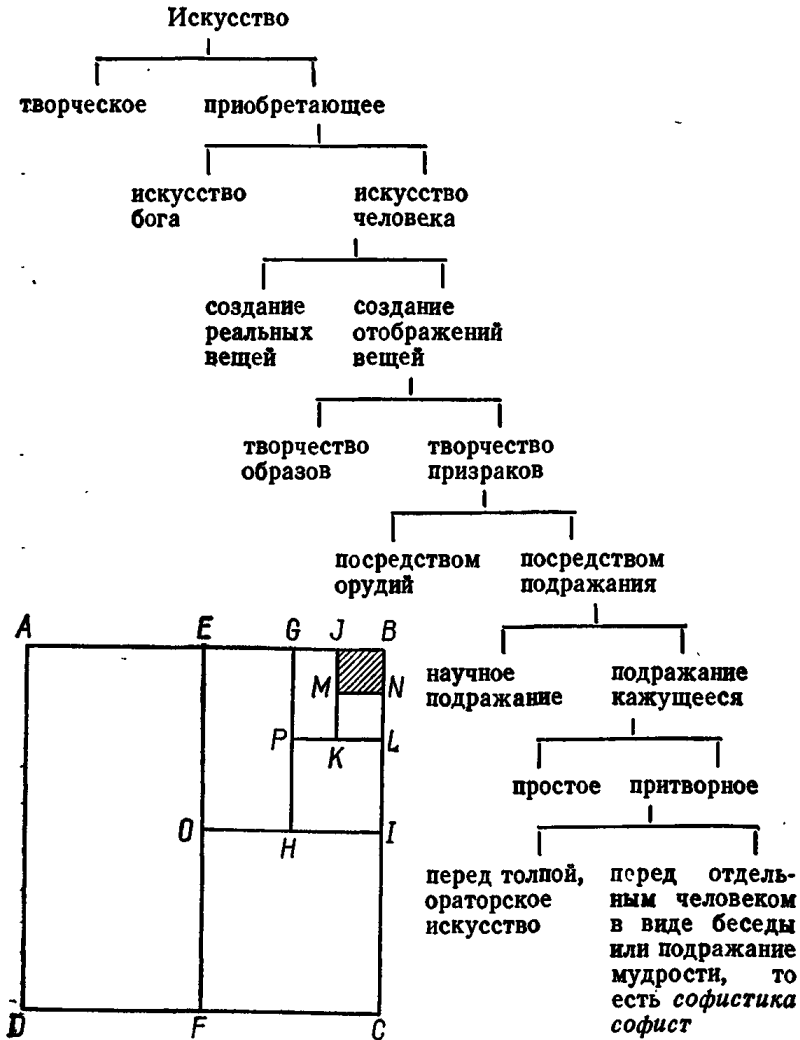 Искусство
творческое приобретающее
искусство
бога
искусство
человека
создание
реальных
вещей
создание
отображений
вещей
творчество
образов
творчество
призраков
посредством
орудий
посредством
подражания
научное
подражание
подражание
кажущееся
простое притворное
перед толпой,
ораторское
искусство
перед отдель-
ным человеком
в виде беседы
или подражание
мудрости, то
есть софистика
софист
A E G J B
M N
P K L
O H I
D F C